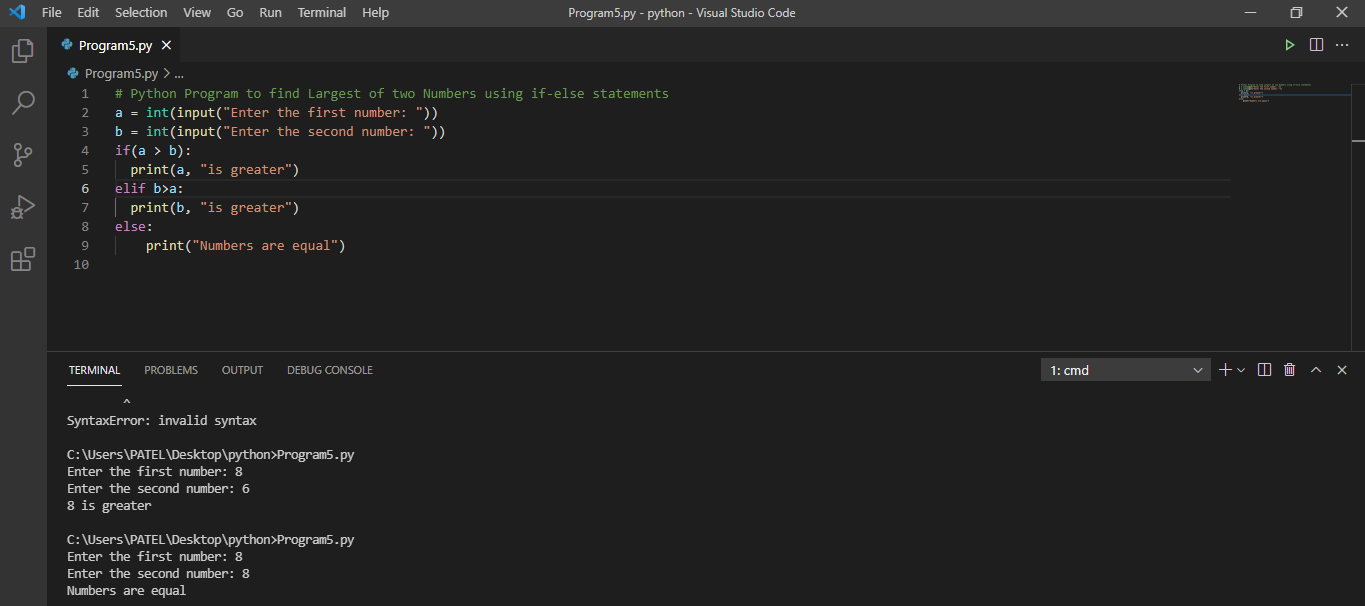 File Edit Selection View Go Run Terminal Help Program5.py - python - Visual Studio Code
Program5.py
Program5.py > ...
1 # Python Program to find Largest of two Numbers using if-else statements
2 a = int(input("Enter the first number: "))
3 b = int(input("Enter the second number: "))
4 if(a > b):
5 print(a, "is greater")
6 elif b>a:
7 print(b, "is greater")
8 else:
9 print("Numbers are equal")
10
TERMINAL PROBLEMS OUTPUT DEBUG CONSOLE 1: cmd
^
SyntaxError: invalid syntax
C:\Users\PATEL\Desktop\python>Program5.py
Enter the first number: 8
Enter the second number: 6
8 is greater
C:\Users\PATEL\Desktop\python>Program5.py
Enter the first number: 8
Enter the second number: 8
Numbers are equal